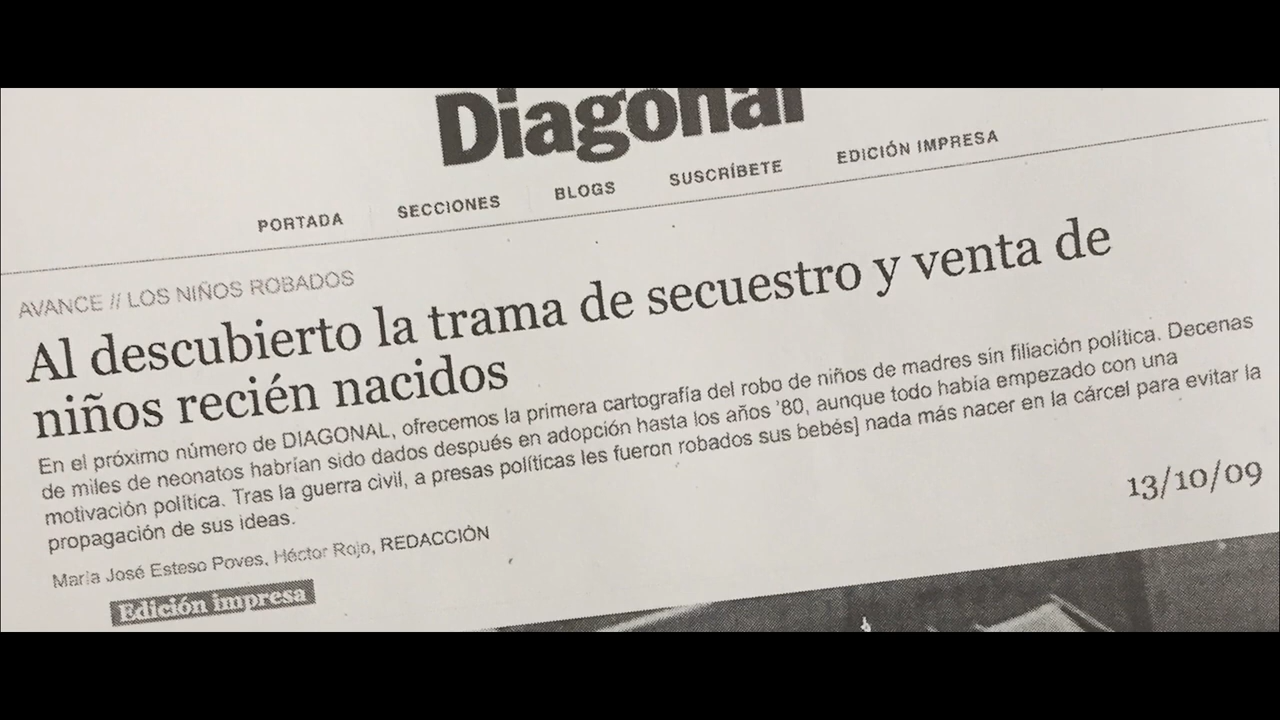 Diagonal
PORTADA SECCIONES BLOGS SUSCRÍBETE EDICIÓN IMPRESA
AVANCE // LOS NIÑOS ROBADOS
Al descubierto la trama de secuestro y venta de
niños recién nacidos
En el próximo número de DIAGONAL, ofrecemos la primera cartografía del robo de niños de madres sin filiación política. Decenas
de miles de neonatos habrían sido dados después en adopción hasta los años '80, aunque todo había empezado con una
motivación política. Tras la guerra civil, a presas políticas les fueron robados sus bebés] nada más nacer en la cárcel para evitar la
propagación de sus ideas.
13/10/09
María José Esteso Poves, Héctor Rojo, REDACCIÓN
Edición impresa